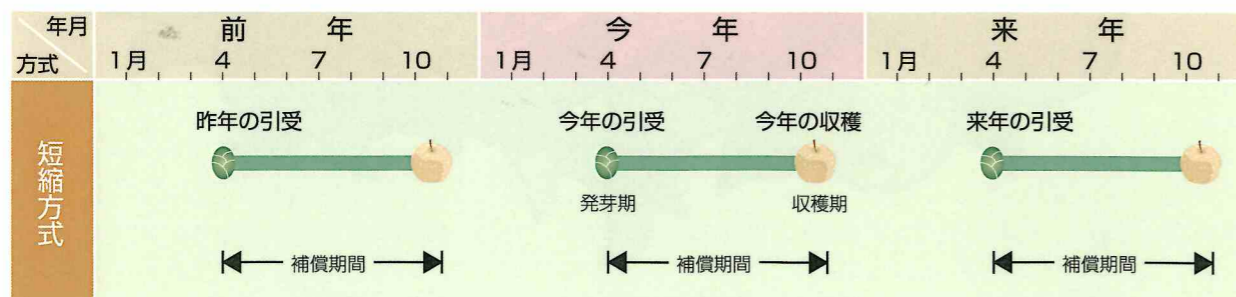 年月
方式
前年
今年
来年
1月 4 7 10
1月 4 7 10
1月 4 7 10
短縮方式
昨年の引受
今年の引受
今年の収穫
来年の引受
発芽期
収穫期
補償期間
補償期間
補償期間